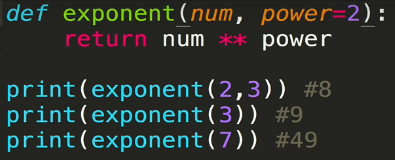 def exponent(num, power=2):
    return num ** power
print(exponent(2,3)) #8
print(exponent(3)) #9
print(exponent(7)) #49